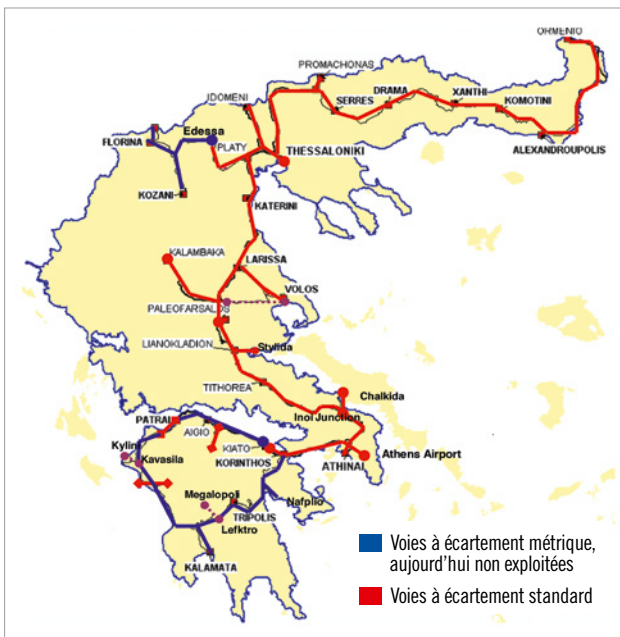 ORMENIO
PROMACHONAS
IDOMENI
DRAMA
XANTHI
SERRES
KOMOTINI
Edessa
FLORINA
PLATY
THESSALONIKI
ALEXANDROUPOLIS
KOZANI
KATERINI
KALAMBAKA
LARISSA
VOLOS
PALEOFARSALOS
LIANOKLADION
Stylida
TITHOREA
Chalkida
Inoi Junction
PATRAI
AIGIO
Kylini
KIATO
Athens Airport
Kavasila
KORINTHOS
ATHINAI
Megalopoli
Nafplio
TRIPOLIS
Lefktro
KALAMATA
Voies à écartement métrique,
aujourd'hui non exploitées
Voies à écartement standard